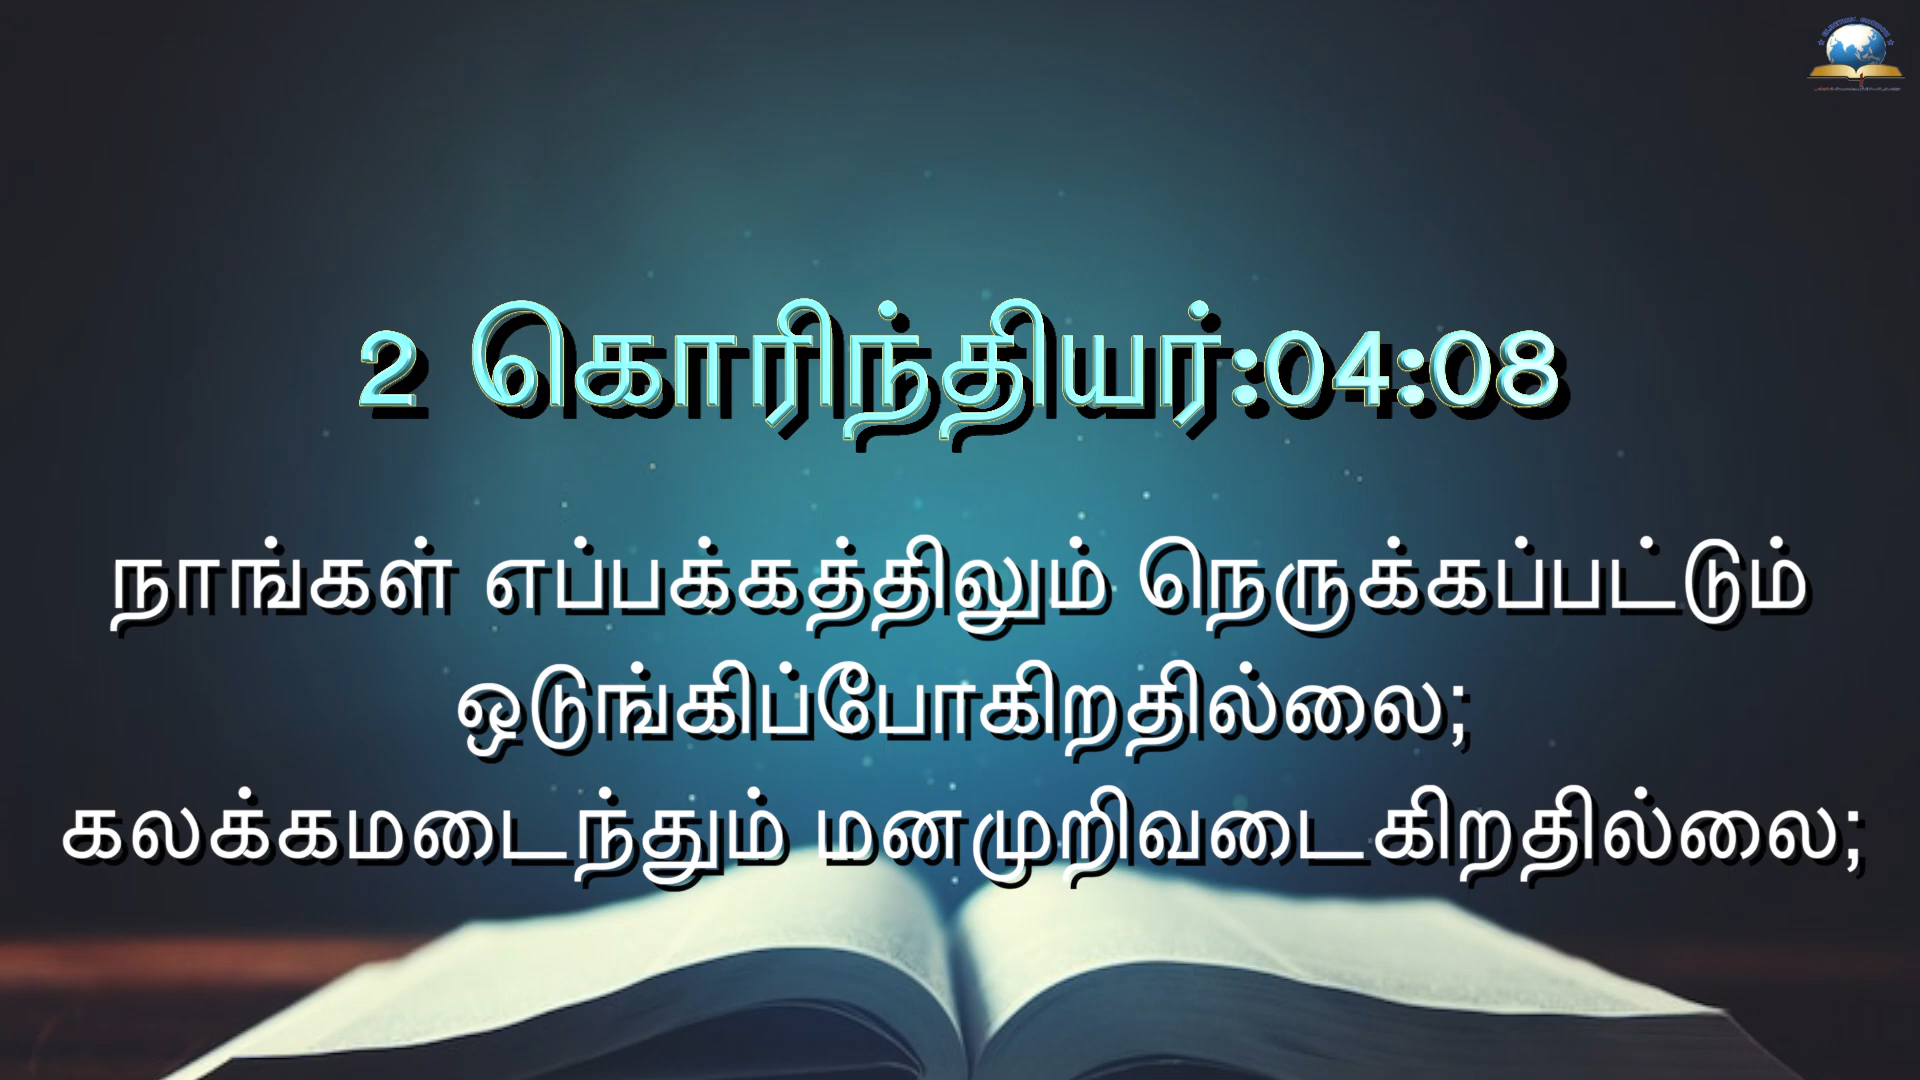 2 கொரிந்தியர்:04:08
நாங்கள் எப்பக்கத்திலும் நெருக்கப்பட்டும்
ஒடுங்கிப்போகிறதில்லை;
கலக்கமடைந்தும் மனமுறிவடைகிறதில்லை;